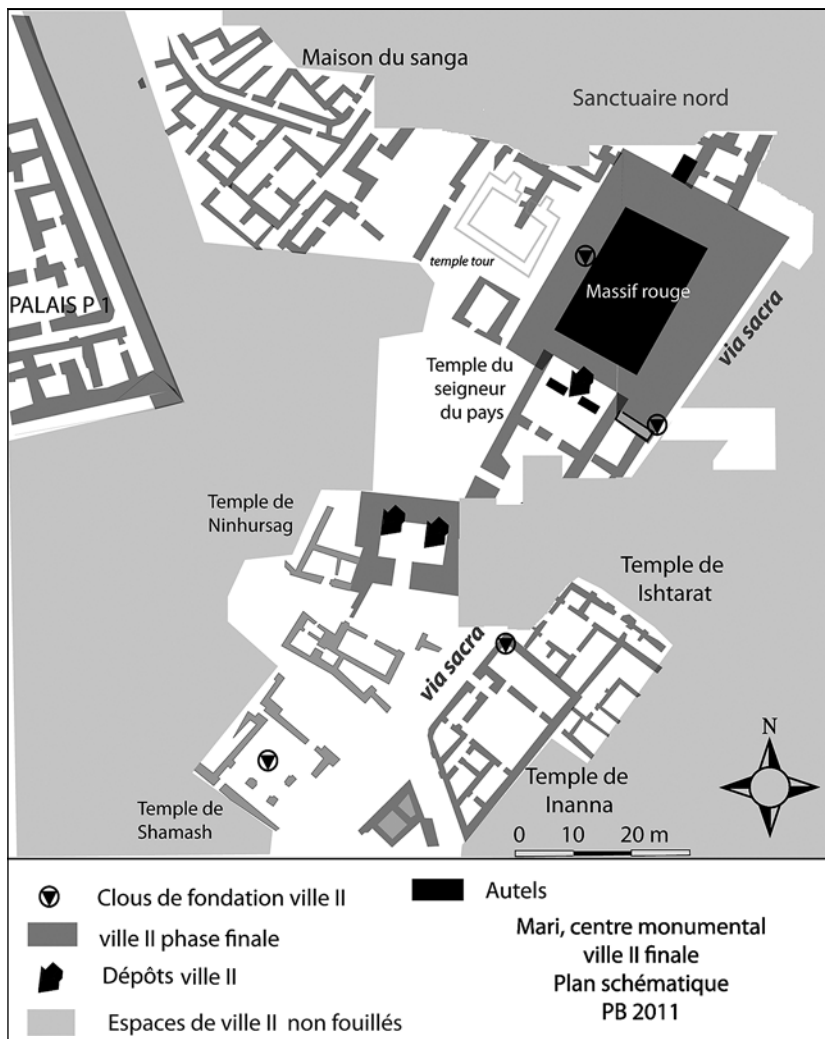 Maison du sanga
Sanctuaire nord
temple tour
Massif rouge
PALAIS P 1
via sacra
Temple du
seigneur
du pays
Temple de
Ninhursag
Temple de
Ishtarat
via sacra
N
Temple de
Inanna
Temple de
Shamash
0 10 20 m
Clous de fondation ville II
Autels
ville II phase finale
Dépôts ville II
Espaces de ville II non fouillés
Mari, centre monumental
ville II finale
Plan schématique
PB 2011